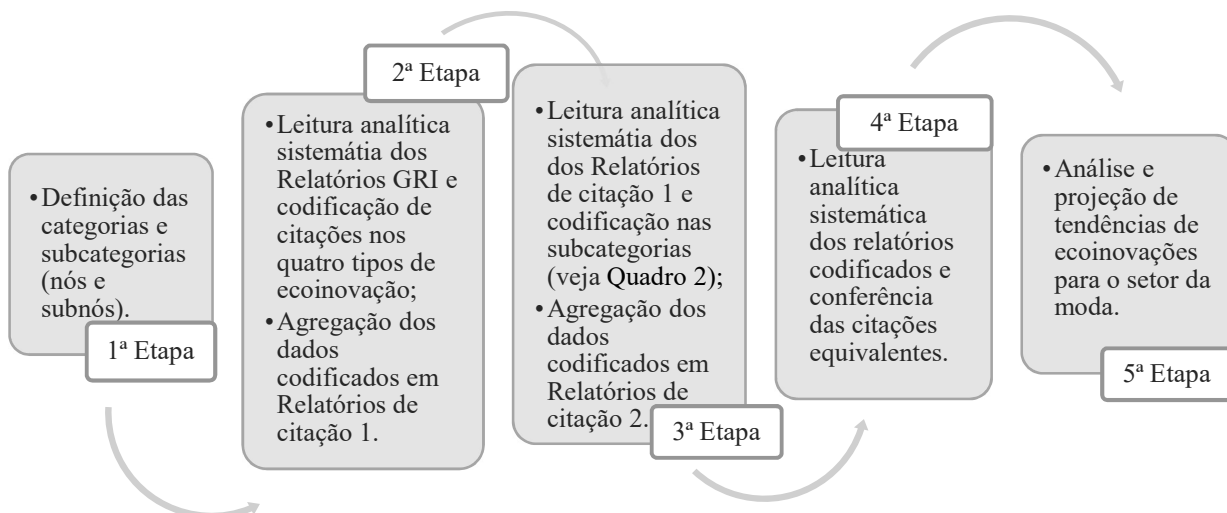 •Definição das
categorias e
subcategorias
(nós e
subnós).
1ª Etapa
2ª Etapa
•Leitura analítica
sistemátia dos
Relatórios GRI e
codificação de
citações nos
quatro tipos de
ecoinovação;
•Agregação dos
dados
codificados em
Relatórios de
citação 1.
•Leitura analítica
sistemátia dos
dos Relatórios
de citação 1 e
codificação nas
subcategorias
(veja Quadro 2);
•Agregação dos
dados
codificados em
Relatórios de
citação 2.
3ª Etapa
4ª Etapa
•Leitura
analítica
sistemática
dos relatórios
codificados e
conferência
das citações
equivalentes.
•Análise e
projeção de
tendências de
ecoinovações
para o setor da
moda.
5ª Etapa